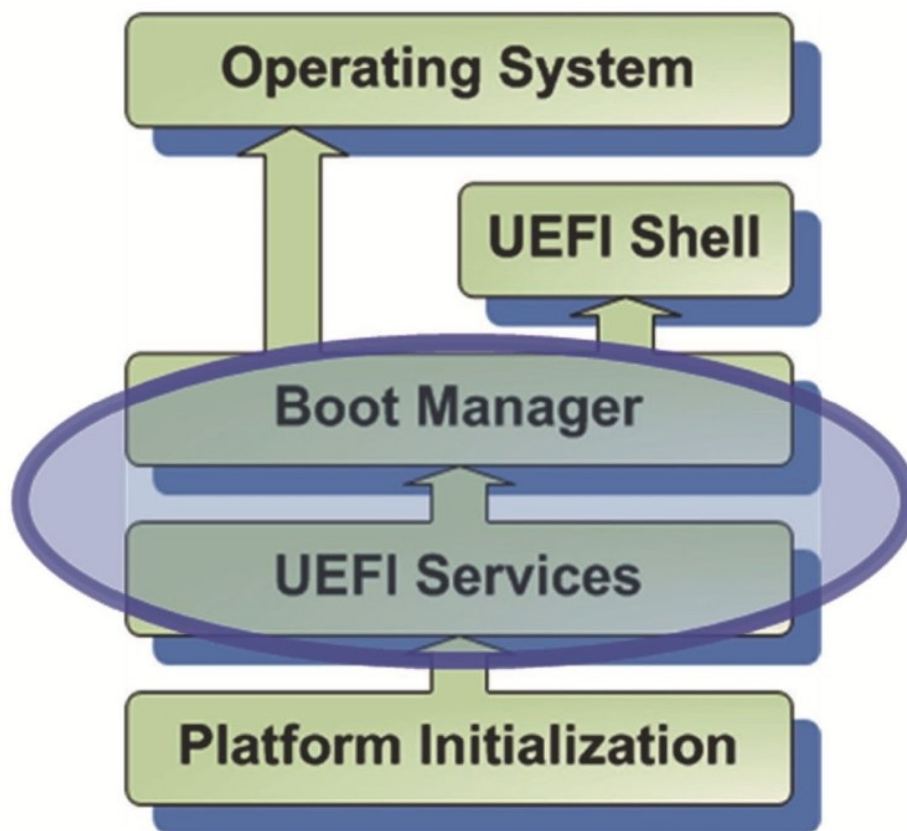 Operating System
UEFI Shell
Boot Manager
UEFI Services
Platform Initialization